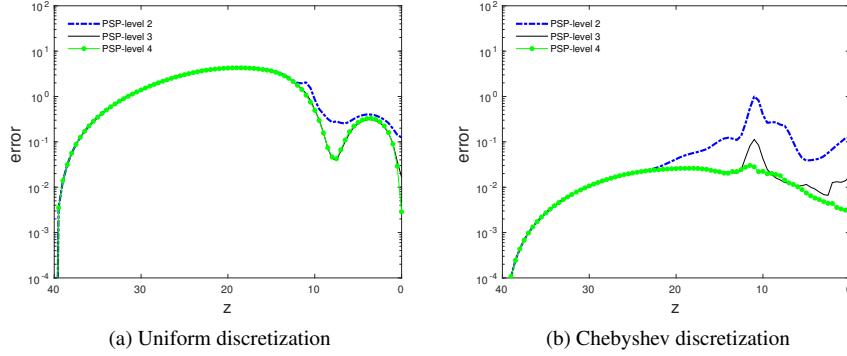 PSP-level 2
PSP-level 3
PSP-level 4
error
10^2
10^1
10^0
10^-1
10^-2
10^-3
10^-4
40
30
20
10
0
z
(a) Uniform discretization
PSP-level 2
PSP-level 3
PSP-level 4
error
10^2
10^1
10^0
10^-1
10^-2
10^-3
10^-4
40
30
20
10
0
z
(b) Chebyshev discretization